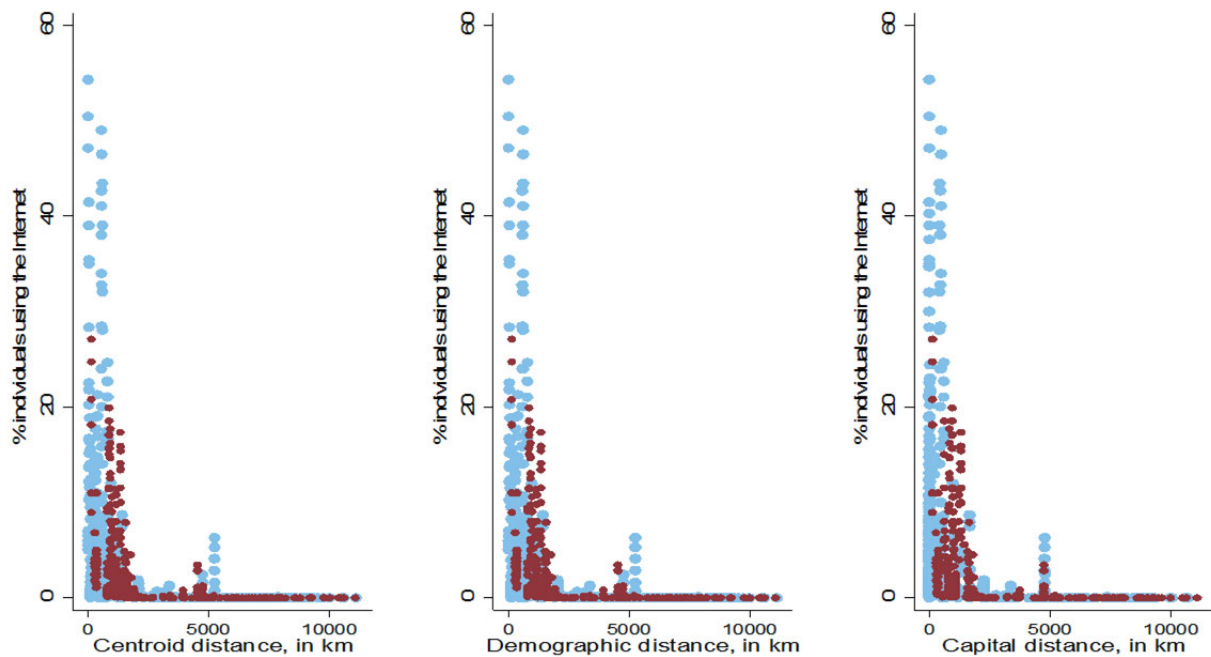 % individuals using the Internet
60
40
20
0
0 5000 10000
Centroid distance, in km
% individuals using the Internet
60
40
20
0
0 5000 10000
Demographic distance, in km
% individuals using the Internet
60
40
20
0
0 5000 10000
Capital distance, in km